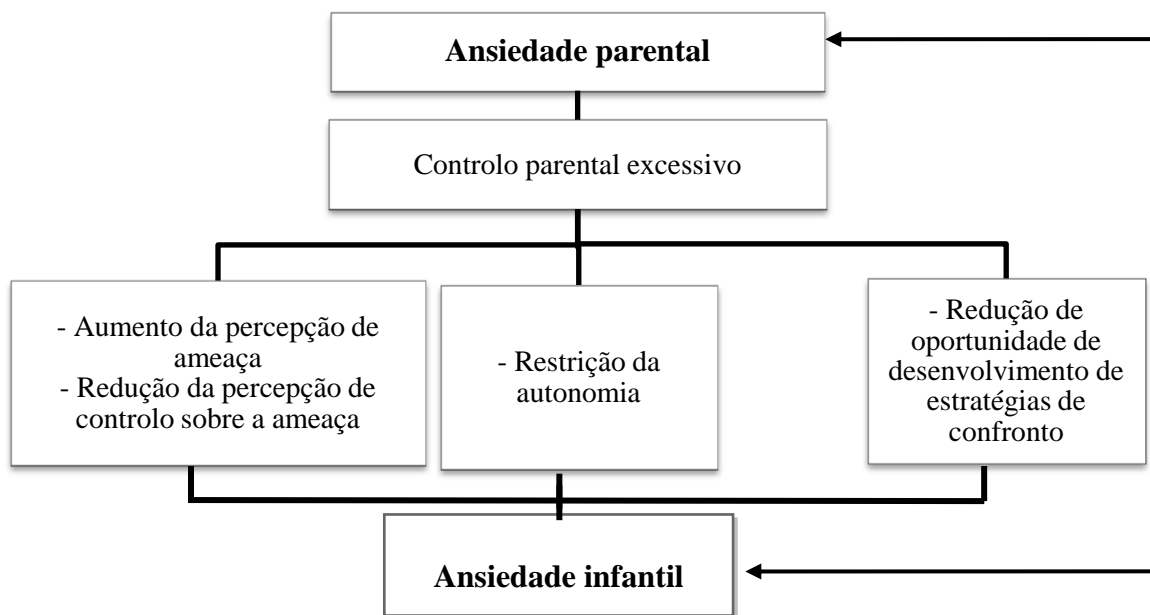 Ansiedade parental
Controlo parental excessivo
- Aumento da percepção de
ameaça
- Redução da percepção de
controlo sobre a ameaça
- Restrição da
autonomia
- Redução de
oportunidade de
desenvolvimento de
estratégias de
confronto
Ansiedade infantil